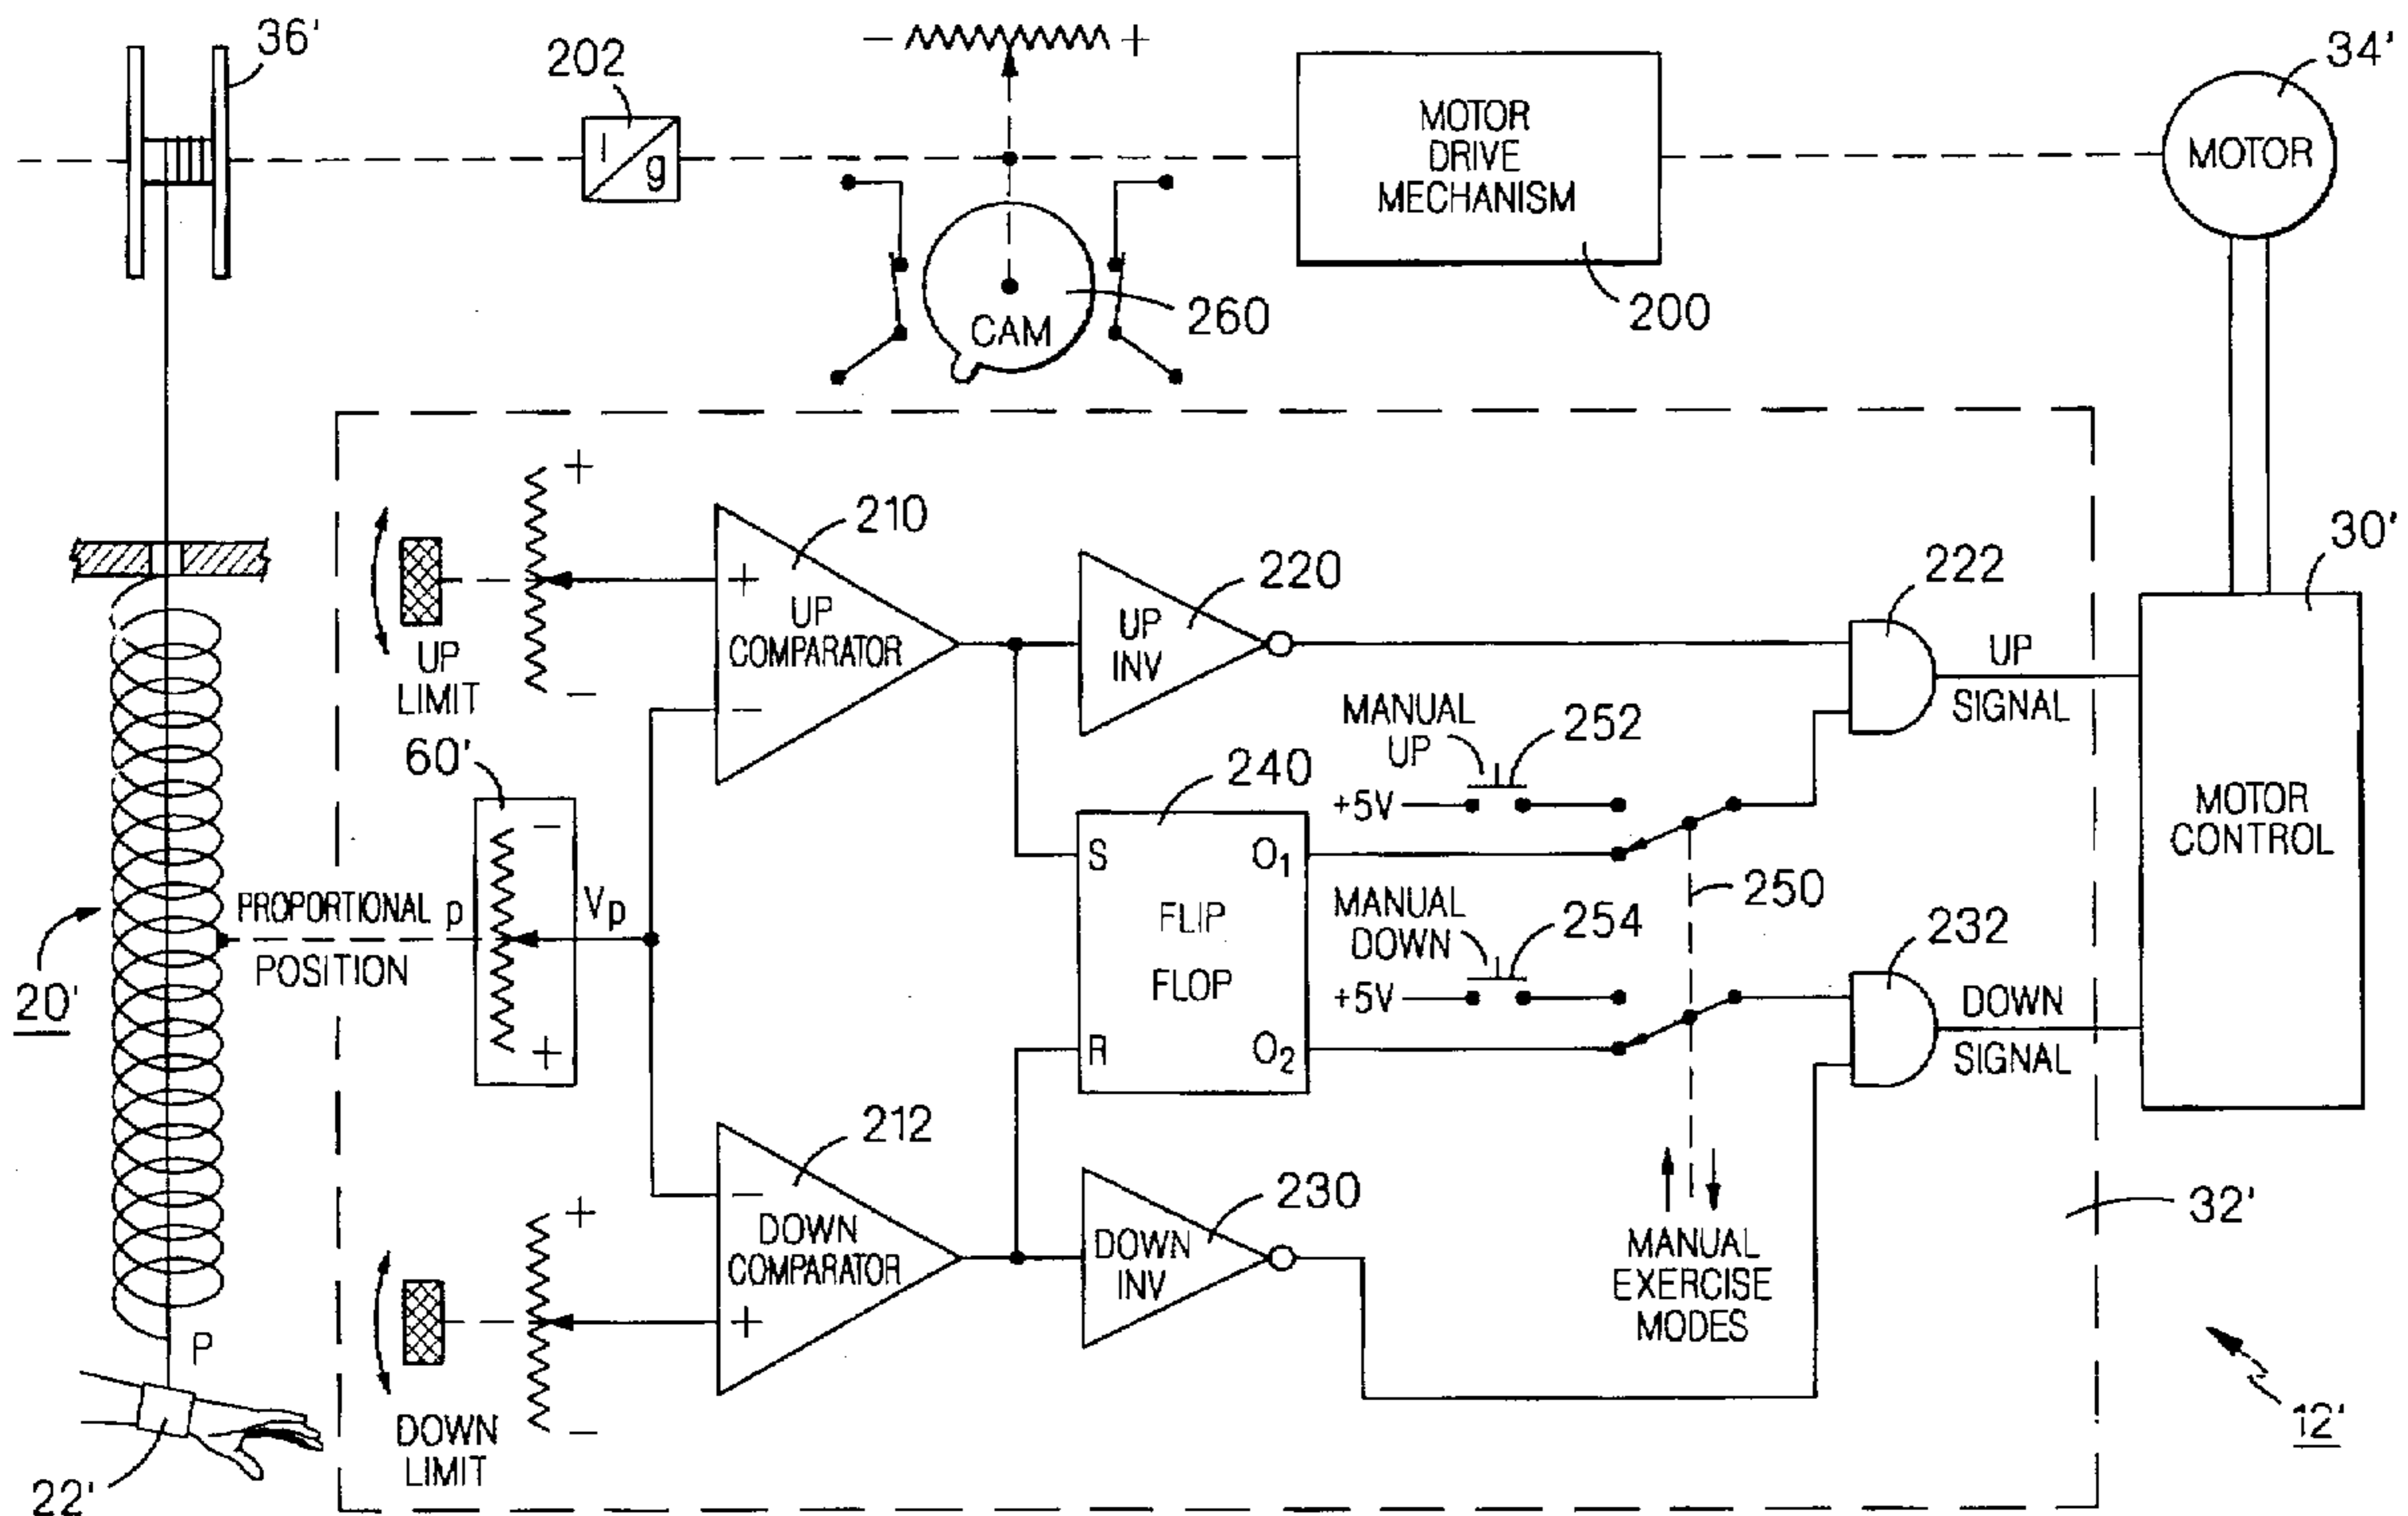 36'
202
− +
34'
1
g
MOTOR
DRIVE
MECHANISM
MOTOR
200
CAM
260
+
−
UP
LIMIT
210
+
UP
COMPARATOR
−
220
UP
INV
222
UP
SIGNAL
30'
MOTOR
CONTROL
MANUAL
UP
252
+5V
60'
−
+
240
S
O1
FLIP
FLOP
R
O2
250
MANUAL
DOWN
254
+5V
232
DOWN
SIGNAL
20'
PROPORTIONAL p
POSITION
Vp
212
−
DOWN
COMPARATOR
+
230
DOWN
INV
MANUAL
EXERCISE
MODES
32'
+
−
DOWN
LIMIT
P
22'
12'